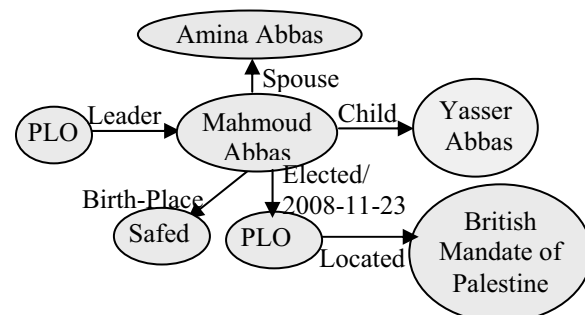 Amina Abbas
Spouse
Leader
Child
PLO
Mahmoud
Abbas
Yasser
Abbas
Elected/
2008-11-23
Birth-Place
Safed
PLO
Located
British
Mandate of
Palestine